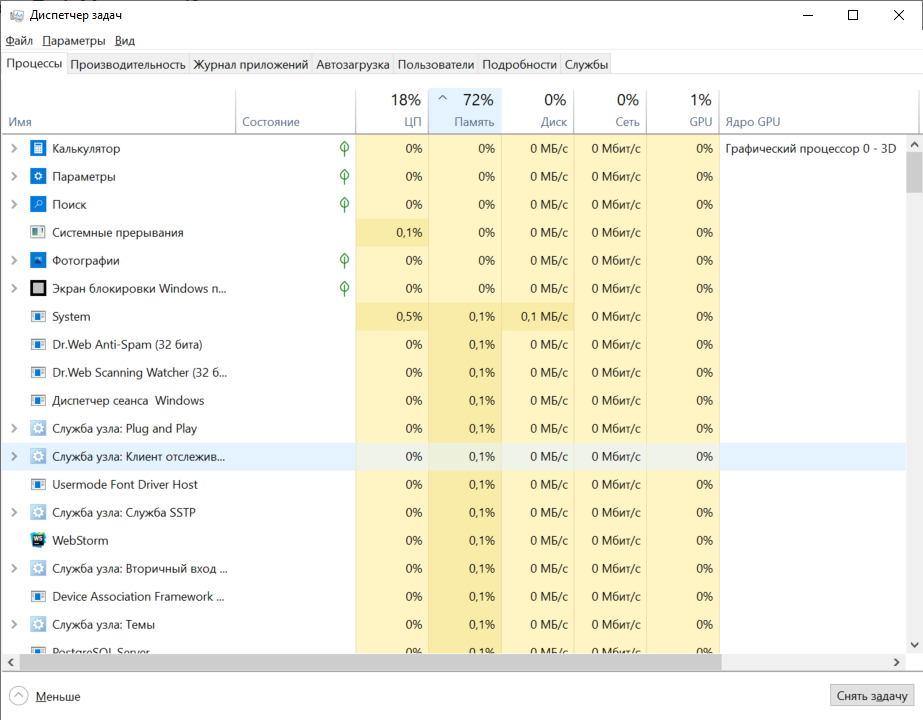 Диспетчер задач
Файл Параметры Вид
Процессы Производительность Журнал приложений Автозагрузка Пользователи Подробности Службы
18% 72% 0% 0% 1%
Имя Состояние ЦП Память Диск Сеть GPU Ядро GPU
Калькулятор 0% 0% 0 МБ/с 0 Мбит/с 0% Графический процессор 0 - 3D
Параметры 0% 0% 0 МБ/с 0 Мбит/с 0%
Поиск 0% 0% 0 МБ/с 0 Мбит/с 0%
Системные прерывания 0,1% 0% 0 МБ/с 0 Мбит/с 0%
Фотографии 0% 0% 0 МБ/с 0 Мбит/с 0%
Экран блокировки Windows п... 0% 0% 0 МБ/с 0 Мбит/с 0%
System 0,5% 0,1% 0,1 МБ/с 0 Мбит/с 0%
Dr.Web Anti-Spam (32 бита) 0% 0,1% 0 МБ/с 0 Мбит/с 0%
Dr.Web Scanning Watcher (32 б... 0% 0,1% 0 МБ/с 0 Мбит/с 0%
Диспетчер сеанса Windows 0% 0,1% 0 МБ/с 0 Мбит/с 0%
Служба узла: Plug and Play 0% 0,1% 0 МБ/с 0 Мбит/с 0%
Служба узла: Клиент отслежив... 0% 0,1% 0 МБ/с 0 Мбит/с 0%
Usermode Font Driver Host 0% 0,1% 0 МБ/с 0 Мбит/с 0%
Служба узла: Служба SSTP 0% 0,1% 0 МБ/с 0 Мбит/с 0%
WS WebStorm 0% 0,1% 0 МБ/с 0 Мбит/с 0%
Служба узла: Вторичный вход ... 0% 0,1% 0 МБ/с 0 Мбит/с 0%
Device Association Framework ... 0% 0,1% 0 МБ/с 0 Мбит/с 0%
Служба узла: Темы 0% 0,1% 0 МБ/с 0 Мбит/с 0%
PostgreSQL Server 0% 0,1% 0 МБ/с 0 Мбит/с 0%
Меньше Снять задачу